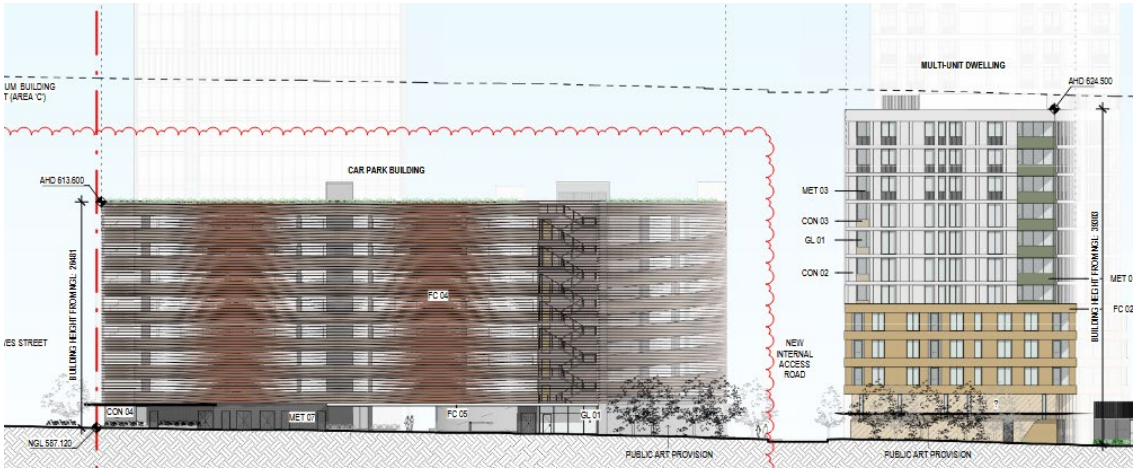 UM BUILDING
T (AREA 'C')
MULTI-UNIT DWELLING
AHD 624.500
CAR PARK BUILDING
AHD 613.600
MET 03
CON 03
GL 01
CON 02
MET 0
FC 02
FC 04
BUILDING HEIGHT FROM NGL: 26481
BUILDING HEIGHT FROM NGL: 39383
VES STREET
NEW
INTERNAL
ACCESS
ROAD
CON 04
MET 07
FC 05
GL 01
?
NGL 587.120
PUBLIC ART PROVISION
PUBLIC ART PROVISION